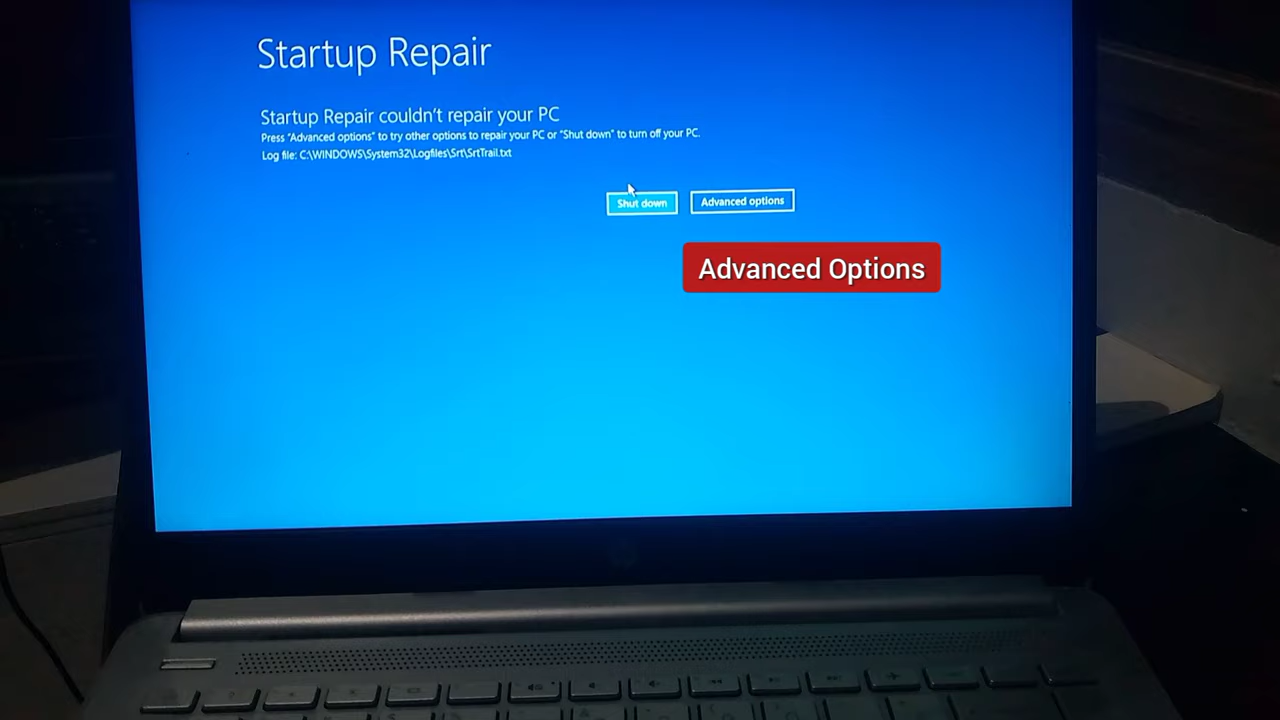 Startup Repair
Startup Repair couldn't repair your PC
Press "Advanced options" to try other options to repair your PC or "Shut down" to turn off your PC.
Log file: C:\WINDOWS\System32\Logfiles\Srt\SrtTrail.txt
Shut down
Advanced options
Advanced Options